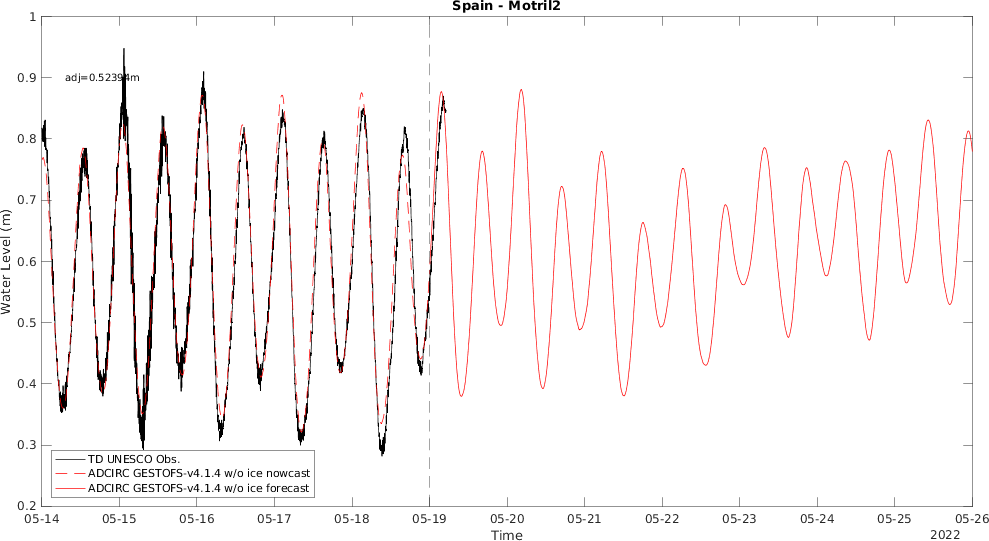 Spain - Motril2
1
0.9
0.8
0.7
0.6
0.5
0.4
0.3
0.2
Water Level (m)
adj=0.52394m
TD UNESCO Obs.
ADCIRC GESTOFS-v4.1.4 w/o ice nowcast
ADCIRC GESTOFS-v4.1.4 w/o ice forecast
05-14 05-15 05-16 05-17 05-18 05-19 05-20 05-21 05-22 05-23 05-24 05-25 05-26
Time
2022